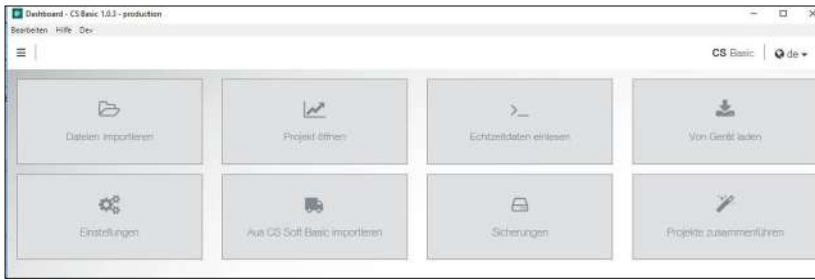 Dashboard - CS Basic 1.0.3 - production
Bearbeiten Hilfe Dev
CS Basic de
Dateien importieren
Projekt öffnen
Echtzeitdaten einlesen
Von Gerät laden
Einstellungen
Aus CS Soft Basic importieren
Sicherungen
Projekte zusammenführen